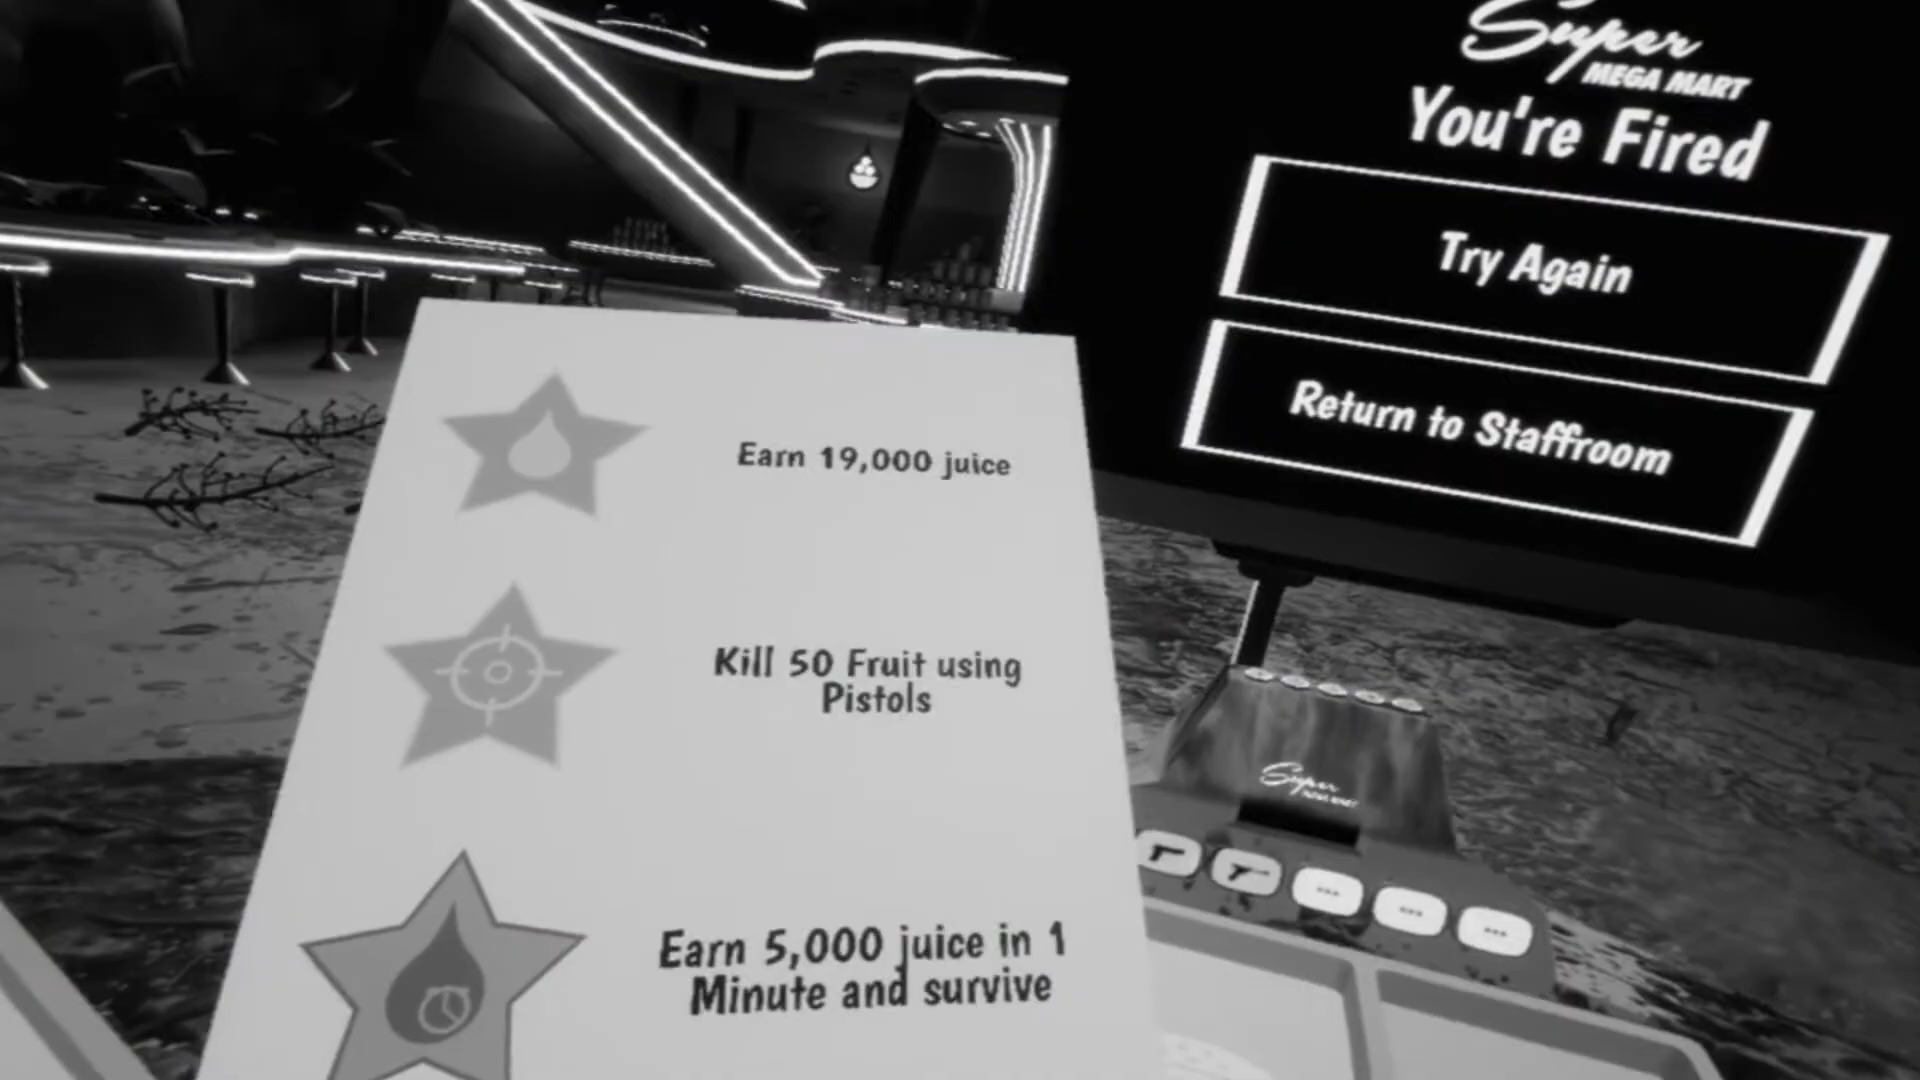 Super
MEGA MART
You're Fired
Try Again
Return to Staffroom
Earn 19,000 juice
Kill 50 Fruit using
Pistols
Earn 5,000 juice in 1
Minute and survive
Super